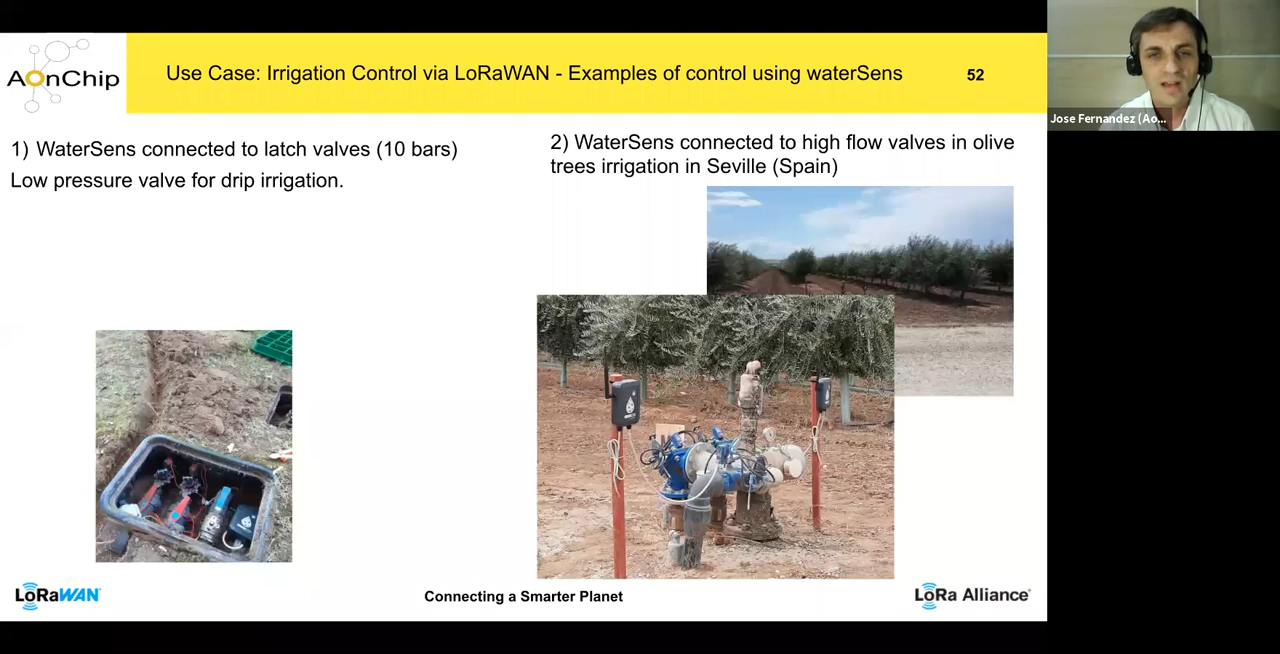 AonChip
Use Case: Irrigation Control via LoRaWAN - Examples of control using waterSens
52
Jose Fernandez (Ao...
1) WaterSens connected to latch valves (10 bars)
Low pressure valve for drip irrigation.
2) WaterSens connected to high flow valves in olive
trees irrigation in Seville (Spain)
LoRaWAN
Connecting a Smarter Planet
LoRa Alliance